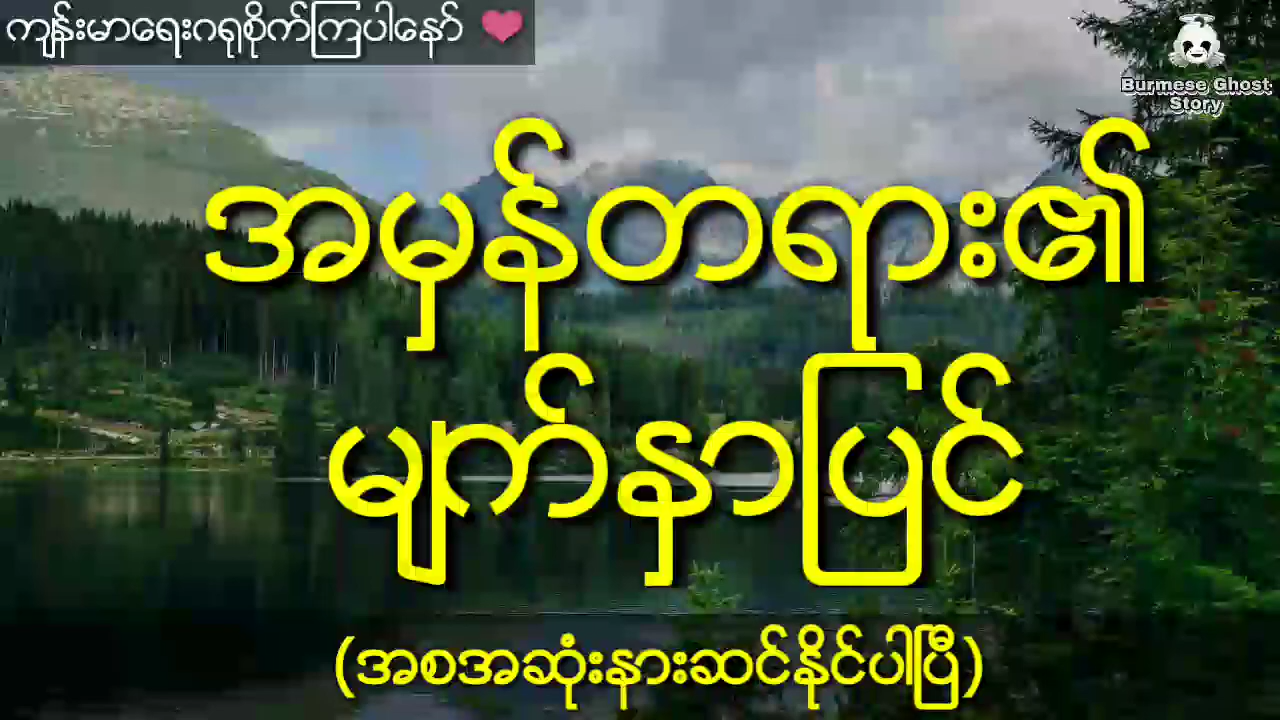 ကျန်းမာရေးဂရုစိုက်ကြပါနော် ❤
Burmese Ghost
Story
အမှန်တရား၏
မျက်နှာပြင်
(အစအဆုံးနားဆင်နိုင်ပါပြီ)